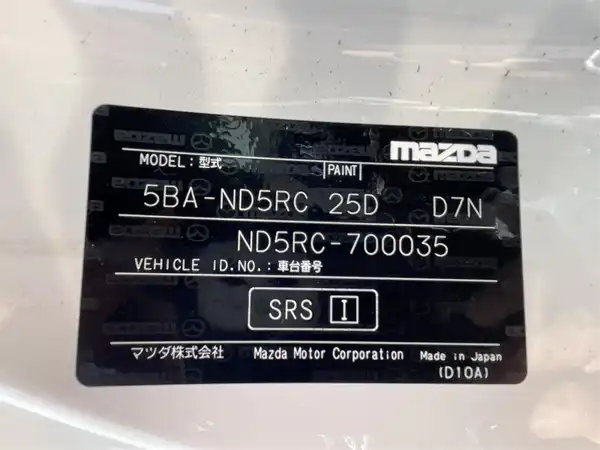 mazda
MODEL:型式 PAINT
5BA-ND5RC 25D D7N
ND5RC-700035
VEHICLE ID.NO.:車台番号
SRS I
マツダ株式会社 Mazda Motor Corporation Made in Japan
(D10A)